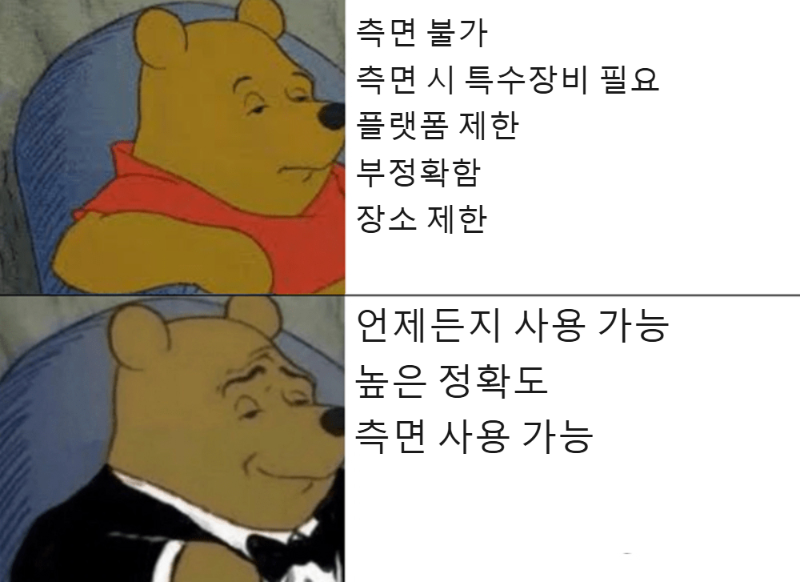 측면 불가
측면 시 특수장비 필요
플랫폼 제한
부정확함
장소 제한
언제든지 사용 가능
높은 정확도
측면 사용 가능